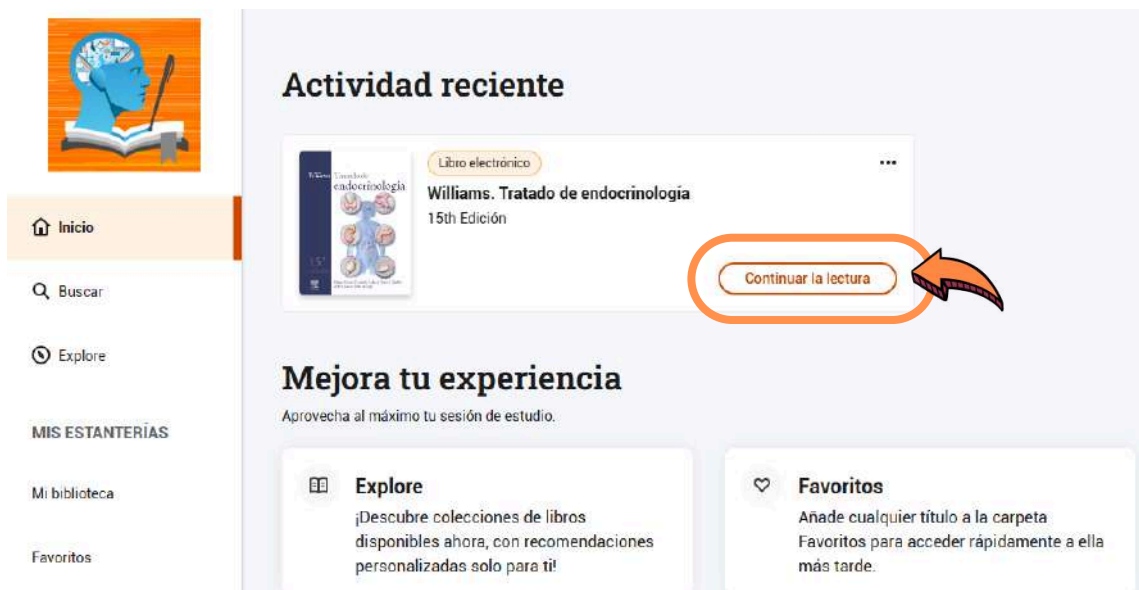 Inicio
Buscar
Explore
MIS ESTANTERÍAS
Mi biblioteca
Favoritos
Actividad reciente
endocrinología
15ª
Libro electrónico
Williams. Tratado de endocrinología
15th Edición
Continuar la lectura
Mejora tu experiencia
Aprovecha al máximo tu sesión de estudio.
Explore
¡Descubre colecciones de libros
disponibles ahora, con recomendaciones
personalizadas solo para ti!
Favoritos
Añade cualquier título a la carpeta
Favoritos para acceder rápidamente a ella
más tarde.